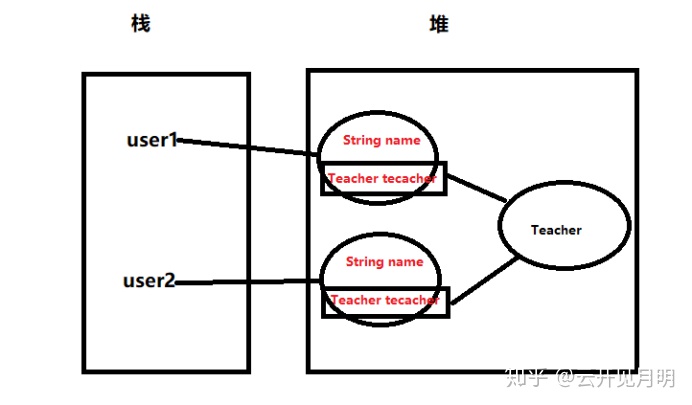 栈
堆
user1
String name
Teacher tecacher
Teacher
user2
String name
Teacher tecacher
知乎 @云开见月明